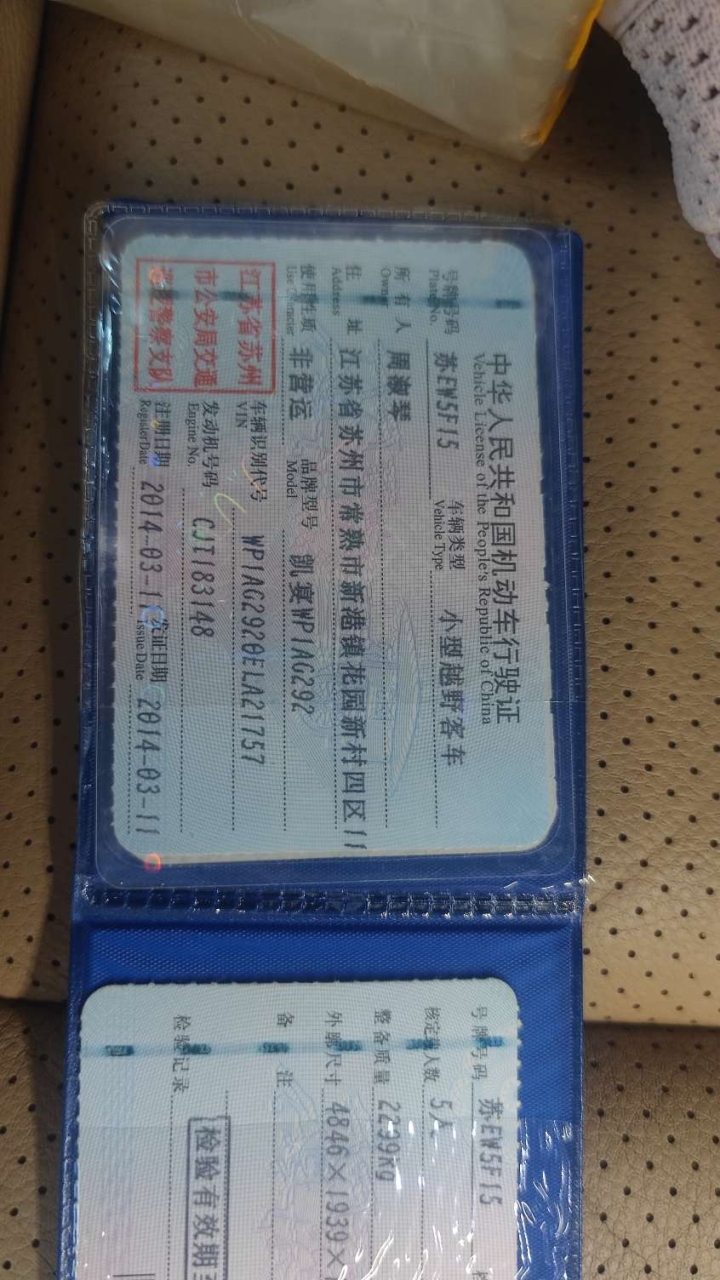 中华人民共和国机动车行驶证
Vehicle License of the People's Republic of China
号牌号码 苏EW5F15 车辆类型 小型越野客车
Plate No. Vehicle Type
所有人 周淑琴
Owner
住址 江苏省苏州市常熟市新港镇花园新村四区11
Address
使用性质 非营运 品牌型号 凯宴WP1AG292
Use Character Model
江苏省苏州
市公安局交通
警察支队
车辆识别代号 WP1AG2920ELA21757
VIN
发动机号码 CJT183148
Engine No.
注册日期 2014-03-11 发证日期 2014-03-11
Register Date Issue Date
号牌号码 苏EW5F15
核定载人数 5人
整备质量 2299kg
外廓尺寸 4846×1939×
备注
检验记录
检验有效期至